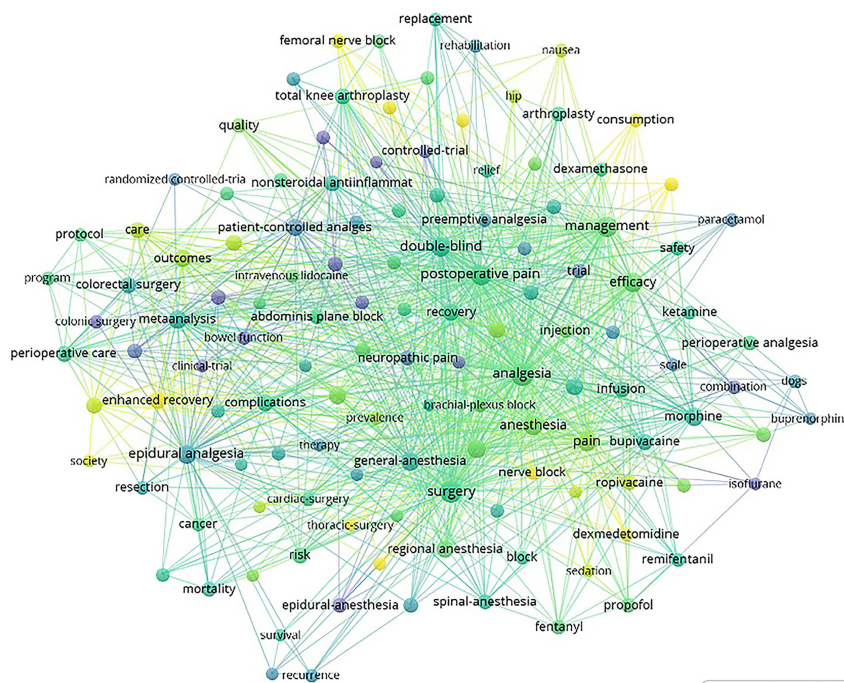 replacement
femoral nerve block
rehabilitation
nausea
total knee arthroplasty
hip
arthroplasty
consumption
quality
controlled-trial
relief
dexamethasone
randomized controlled-tria
nonsteroidal antiinflammat
patient-controlled analges
preemptive analgesia
management
paracetamol
protocol
care
double-blind
safety
outcomes
postoperative pain
trial
efficacy
program
colorectal surgery
intravenous lidocaine
colonic surgery
metaanalysis
abdominis plane block
recovery
ketamine
injection
bowel function
perioperative analgesia
perioperative care
clinical-trial
neuropathic pain
scale
analgesia
combination
dogs
infusion
enhanced recovery
complications
brachial-plexus block
prevalence
morphine
buprenorphin
anesthesia
pain
bupivacaine
epidural analgesia
therapy
society
general-anesthesia
nerve block
resection
surgery
ropivacaine
isoflurane
cardiac-surgery
cancer
thoracic-surgery
dexmedetomidine
risk
regional anesthesia
block
remifentanil
sedation
mortality
epidural-anesthesia
spinal-anesthesia
propofol
survival
fentanyl
recurrence